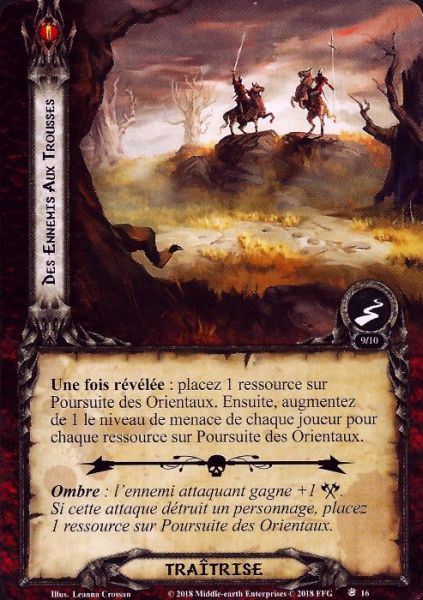 DES ENNEMIS AUX TROUSSES
9/10
Une fois révélée : placez 1 ressource sur
Poursuite des Orientaux. Ensuite, augmentez
de 1 le niveau de menace de chaque joueur pour
chaque ressource sur Poursuite des Orientaux.
Ombre : l'ennemi attaquant gagne +1.
Si cette attaque détruit un personnage, placez
1 ressource sur Poursuite des Orientaux.
TRAÎTRISE
Illus. Leanna Crossan © 2018 Middle-earth Enterprises © 2018 FFG 16